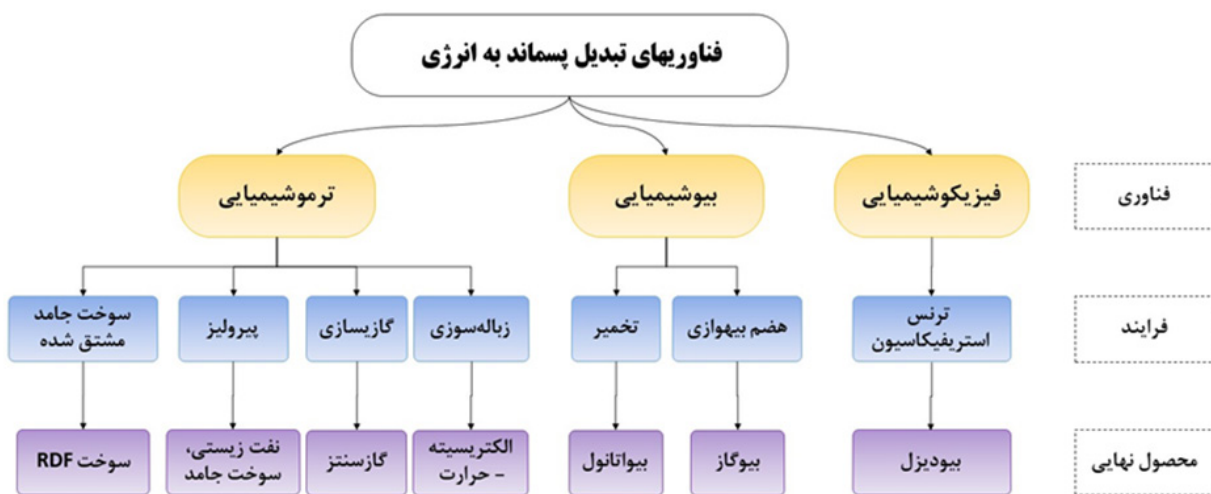 فناوریهای تبدیل پسماند به انرژی
فناوری
فیزیکوشیمیایی
بیوشیمیایی
ترموشیمیایی
فرایند
ترنس
استریفیکاسیون
هضم بیهوازی
تخمیر
زباله‌سوزی
گازیسازی
پیرولیز
سوخت جامد
مشتق شده
محصول نهایی
بیودیزل
بیوگاز
بیواتانول
الکتریسیته
– حرارت
گازسنتز
نفت زیستی،
سوخت جامد
سوخت RDF